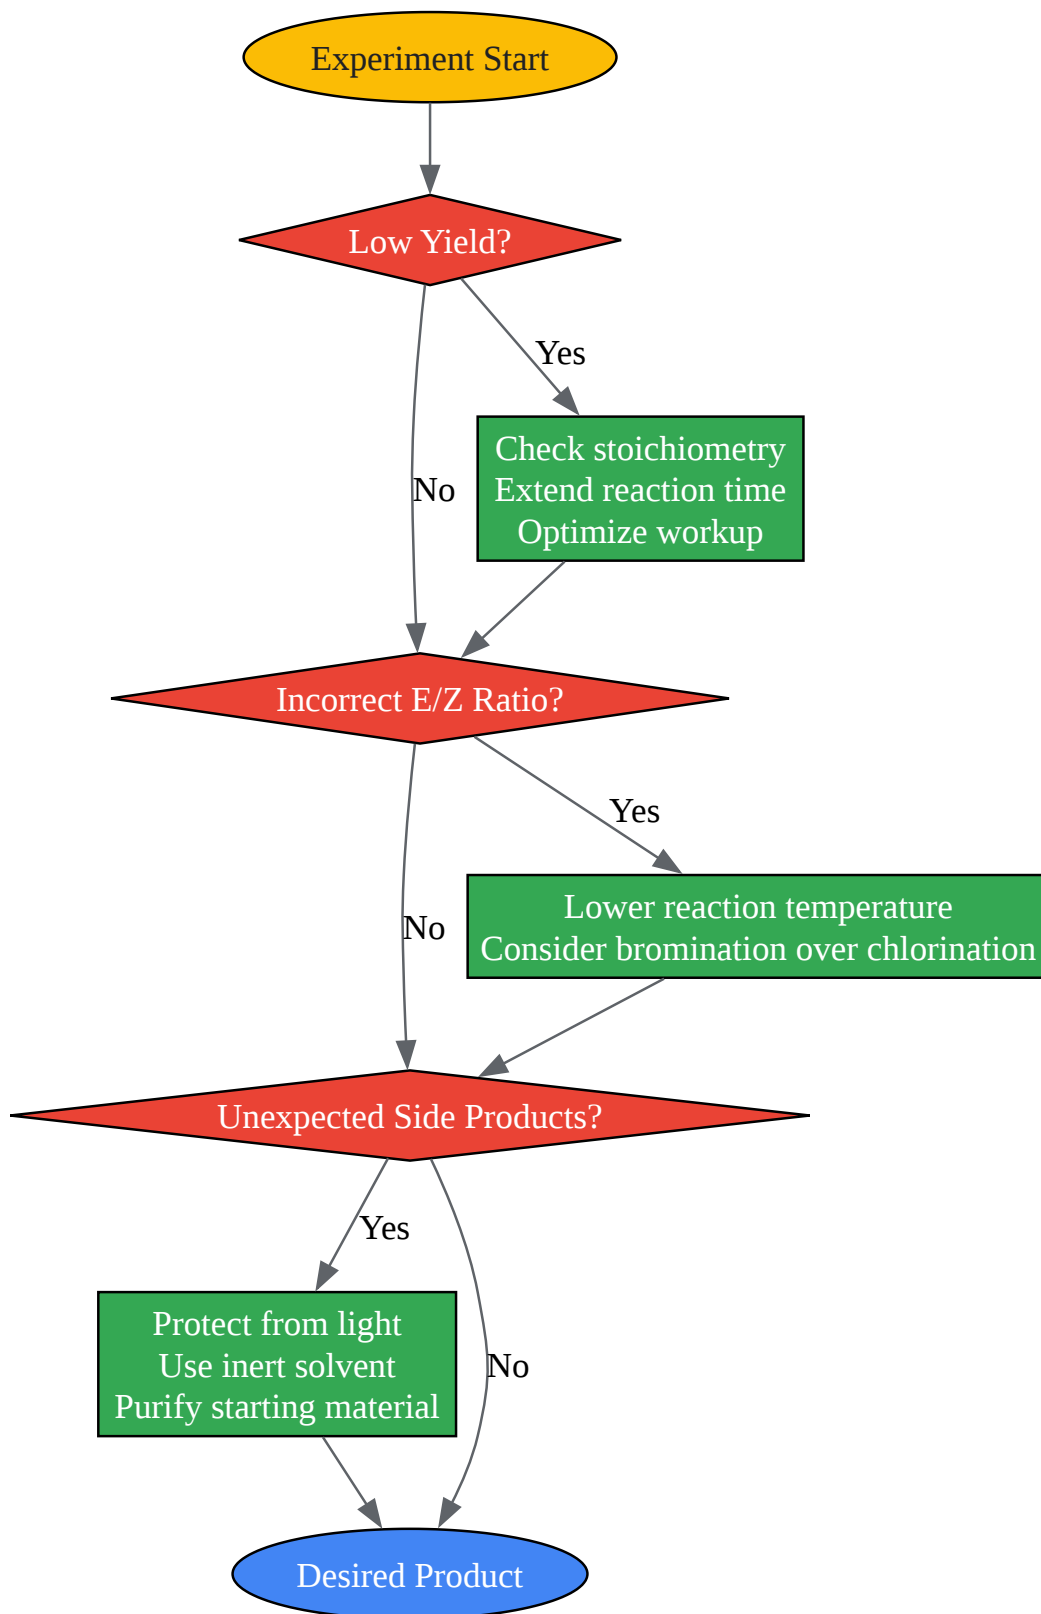 Experiment Start
Low Yield?
Yes
Check stoichiometry
Extend reaction time
Optimize workup
No
Incorrect E/Z Ratio?
Yes
Lower reaction temperature
Consider bromination over chlorination
No
Unexpected Side Products?
Yes
Protect from light
Use inert solvent
Purify starting material
No
Desired Product